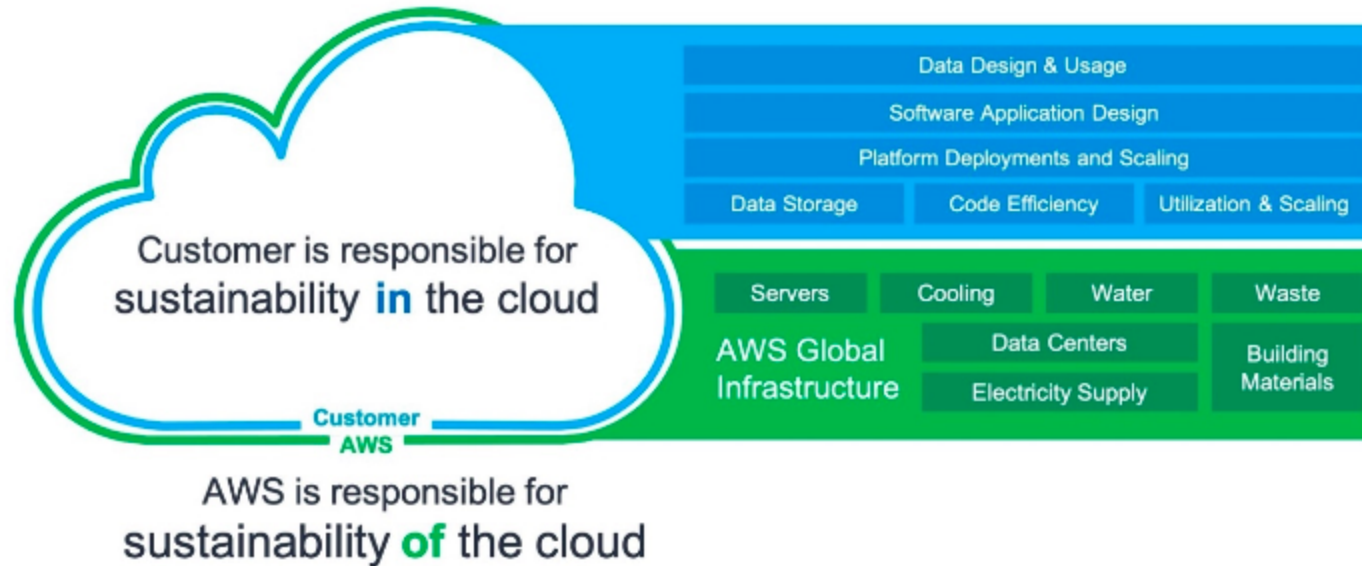 Data Design & Usage
Software Application Design
Platform Deployments and Scaling
Data Storage
Code Efficiency
Utilization & Scaling
Customer is responsible for
sustainability in the cloud
Servers
Cooling
Water
Waste
AWS Global
Infrastructure
Data Centers
Electricity Supply
Building
Materials
Customer
AWS
AWS is responsible for
sustainability of the cloud